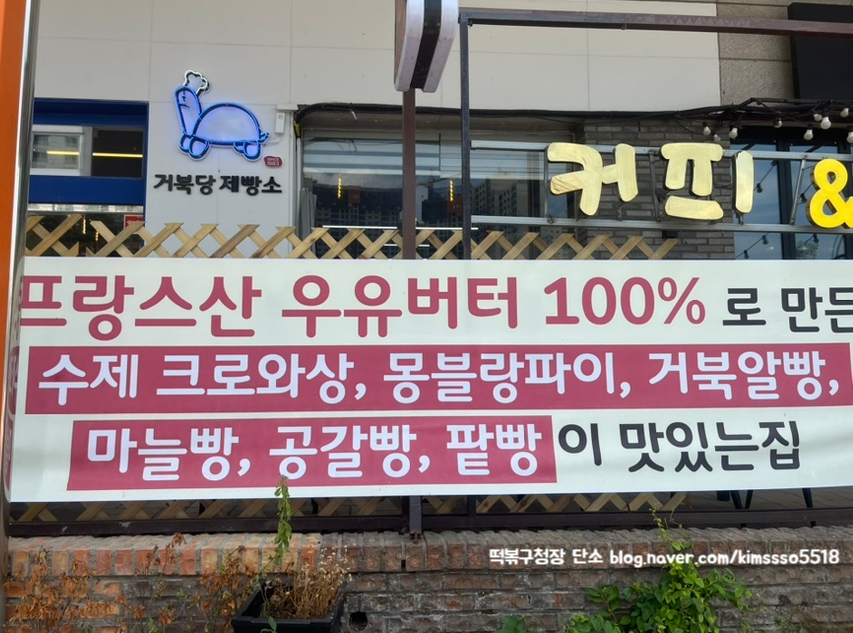 거북당 제빵소
커피 &
프랑스산 우유버터 100% 로 만든
수제 크로와상, 몽블랑파이, 거북알빵,
마늘빵, 공갈빵, 팥빵 이 맛있는집
떡볶구청장 단소 blog.naver.com/kimssso5518